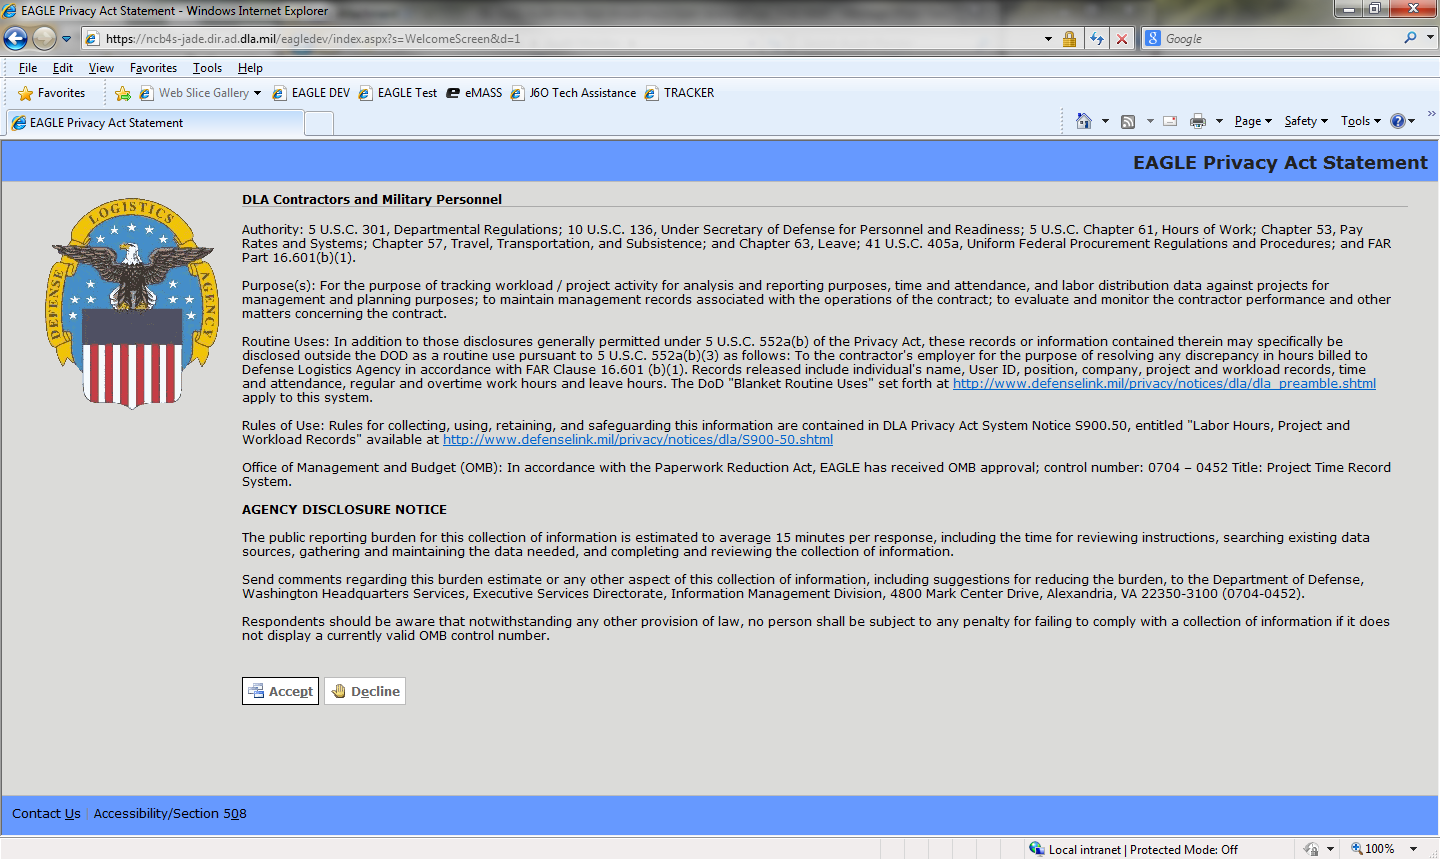 EAGLE Privacy Act Statement - Windows Internet Explorer
https://ncb4s-jade.dir.ad.dla.mil/eagledev/index.aspx?s=WelcomeScreen&d=1
Google
File Edit View Favorites Tools Help
Favorites Web Slice Gallery EAGLE DEV EAGLE Test eMASS J6O Tech Assistance TRACKER
EAGLE Privacy Act Statement
Page Safety Tools
EAGLE Privacy Act Statement
DEFENSE LOGISTICS AGENCY
DLA Contractors and Military Personnel
Authority: 5 U.S.C. 301, Departmental Regulations; 10 U.S.C. 136, Under Secretary of Defense for Personnel and Readiness; 5 U.S.C. Chapter 61, Hours of Work; Chapter 53, Pay
Rates and Systems; Chapter 57, Travel, Transportation, and Subsistence; and Chapter 63, Leave; 41 U.S.C. 405a, Uniform Federal Procurement Regulations and Procedures; and FAR
Part 16.601(b)(1).
Purpose(s): For the purpose of tracking workload / project activity for analysis and reporting purposes, time and attendance, and labor distribution data against projects for
management and planning purposes; to maintain management records associated with the operations of the contract; to evaluate and monitor the contractor performance and other
matters concerning the contract.
Routine Uses: In addition to those disclosures generally permitted under 5 U.S.C. 552a(b) of the Privacy Act, these records or information contained therein may specifically be
disclosed outside the DOD as a routine use pursuant to 5 U.S.C. 552a(b)(3) as follows: To the contractor's employer for the purpose of resolving any discrepancy in hours billed to
Defense Logistics Agency in accordance with FAR Clause 16.601 (b)(1). Records released include individual's name, User ID, position, company, project and workload records, time
and attendance, regular and overtime work hours and leave hours. The DoD "Blanket Routine Uses" set forth at http://www.defenselink.mil/privacy/notices/dla/dla_preamble.shtml
apply to this system.
Rules of Use: Rules for collecting, using, retaining, and safeguarding this information are contained in DLA Privacy Act System Notice S900.50, entitled "Labor Hours, Project and
Workload Records" available at http://www.defenselink.mil/privacy/notices/dla/S900-50.shtml
Office of Management and Budget (OMB): In accordance with the Paperwork Reduction Act, EAGLE has received OMB approval; control number: 0704 – 0452 Title: Project Time Record
System.
AGENCY DISCLOSURE NOTICE
The public reporting burden for this collection of information is estimated to average 15 minutes per response, including the time for reviewing instructions, searching existing data
sources, gathering and maintaining the data needed, and completing and reviewing the collection of information.
Send comments regarding this burden estimate or any other aspect of this collection of information, including suggestions for reducing the burden, to the Department of Defense,
Washington Headquarters Services, Executive Services Directorate, Information Management Division, 4800 Mark Center Drive, Alexandria, VA 22350-3100 (0704-0452).
Respondents should be aware that notwithstanding any other provision of law, no person shall be subject to any penalty for failing to comply with a collection of information if it does
not display a currently valid OMB control number.
Accept Decline
Contact Us | Accessibility/Section 508
Local intranet | Protected Mode: Off
100%